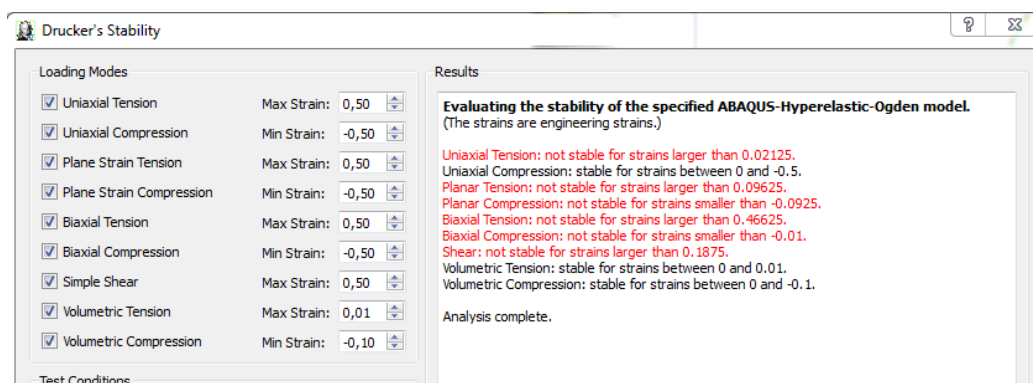 Drucker's Stability
Loading Modes
Uniaxial Tension Max Strain: 0,50
Uniaxial Compression Min Strain: -0,50
Plane Strain Tension Max Strain: 0,50
Plane Strain Compression Min Strain: -0,50
Biaxial Tension Max Strain: 0,50
Biaxial Compression Min Strain: -0,50
Simple Shear Max Strain: 0,50
Volumetric Tension Max Strain: 0,01
Volumetric Compression Min Strain: -0,10
Test Conditions
Results
Evaluating the stability of the specified ABAQUS-Hyperelastic-Ogden model.
(The strains are engineering strains.)
Uniaxial Tension: not stable for strains larger than 0.02125.
Uniaxial Compression: stable for strains between 0 and -0.5.
Planar Tension: not stable for strains larger than 0.09625.
Planar Compression: not stable for strains smaller than -0.0925.
Biaxial Tension: not stable for strains larger than 0.46625.
Biaxial Compression: not stable for strains smaller than -0.01.
Shear: not stable for strains larger than 0.1875.
Volumetric Tension: stable for strains between 0 and 0.01.
Volumetric Compression: stable for strains between 0 and -0.1.
Analysis complete.